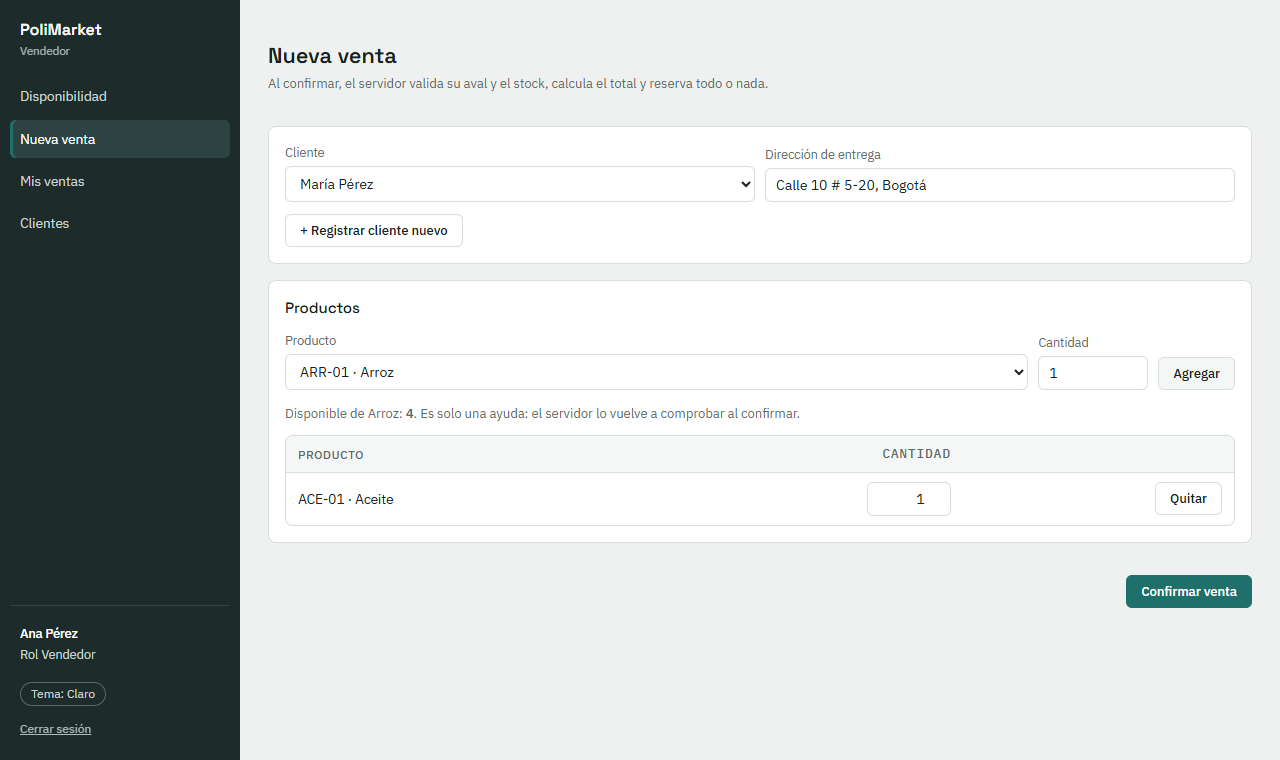 PoliMarket
Vendedor
Disponibilidad
Nueva venta
Mis ventas
Clientes
Ana Pérez
Rol Vendedor
Tema: Claro
Cerrar sesión
Nueva venta
Al confirmar, el servidor valida su aval y el stock, calcula el total y reserva todo o nada.
Cliente
Dirección de entrega
María Pérez
Calle 10 # 5-20, Bogotá
+ Registrar cliente nuevo
Productos
Producto
Cantidad
ARR-01 · Arroz
1
Agregar
Disponible de Arroz: 4. Es solo una ayuda: el servidor lo vuelve a comprobar al confirmar.
PRODUCTO
CANTIDAD
ACE-01 · Aceite
1
Quitar
Confirmar venta